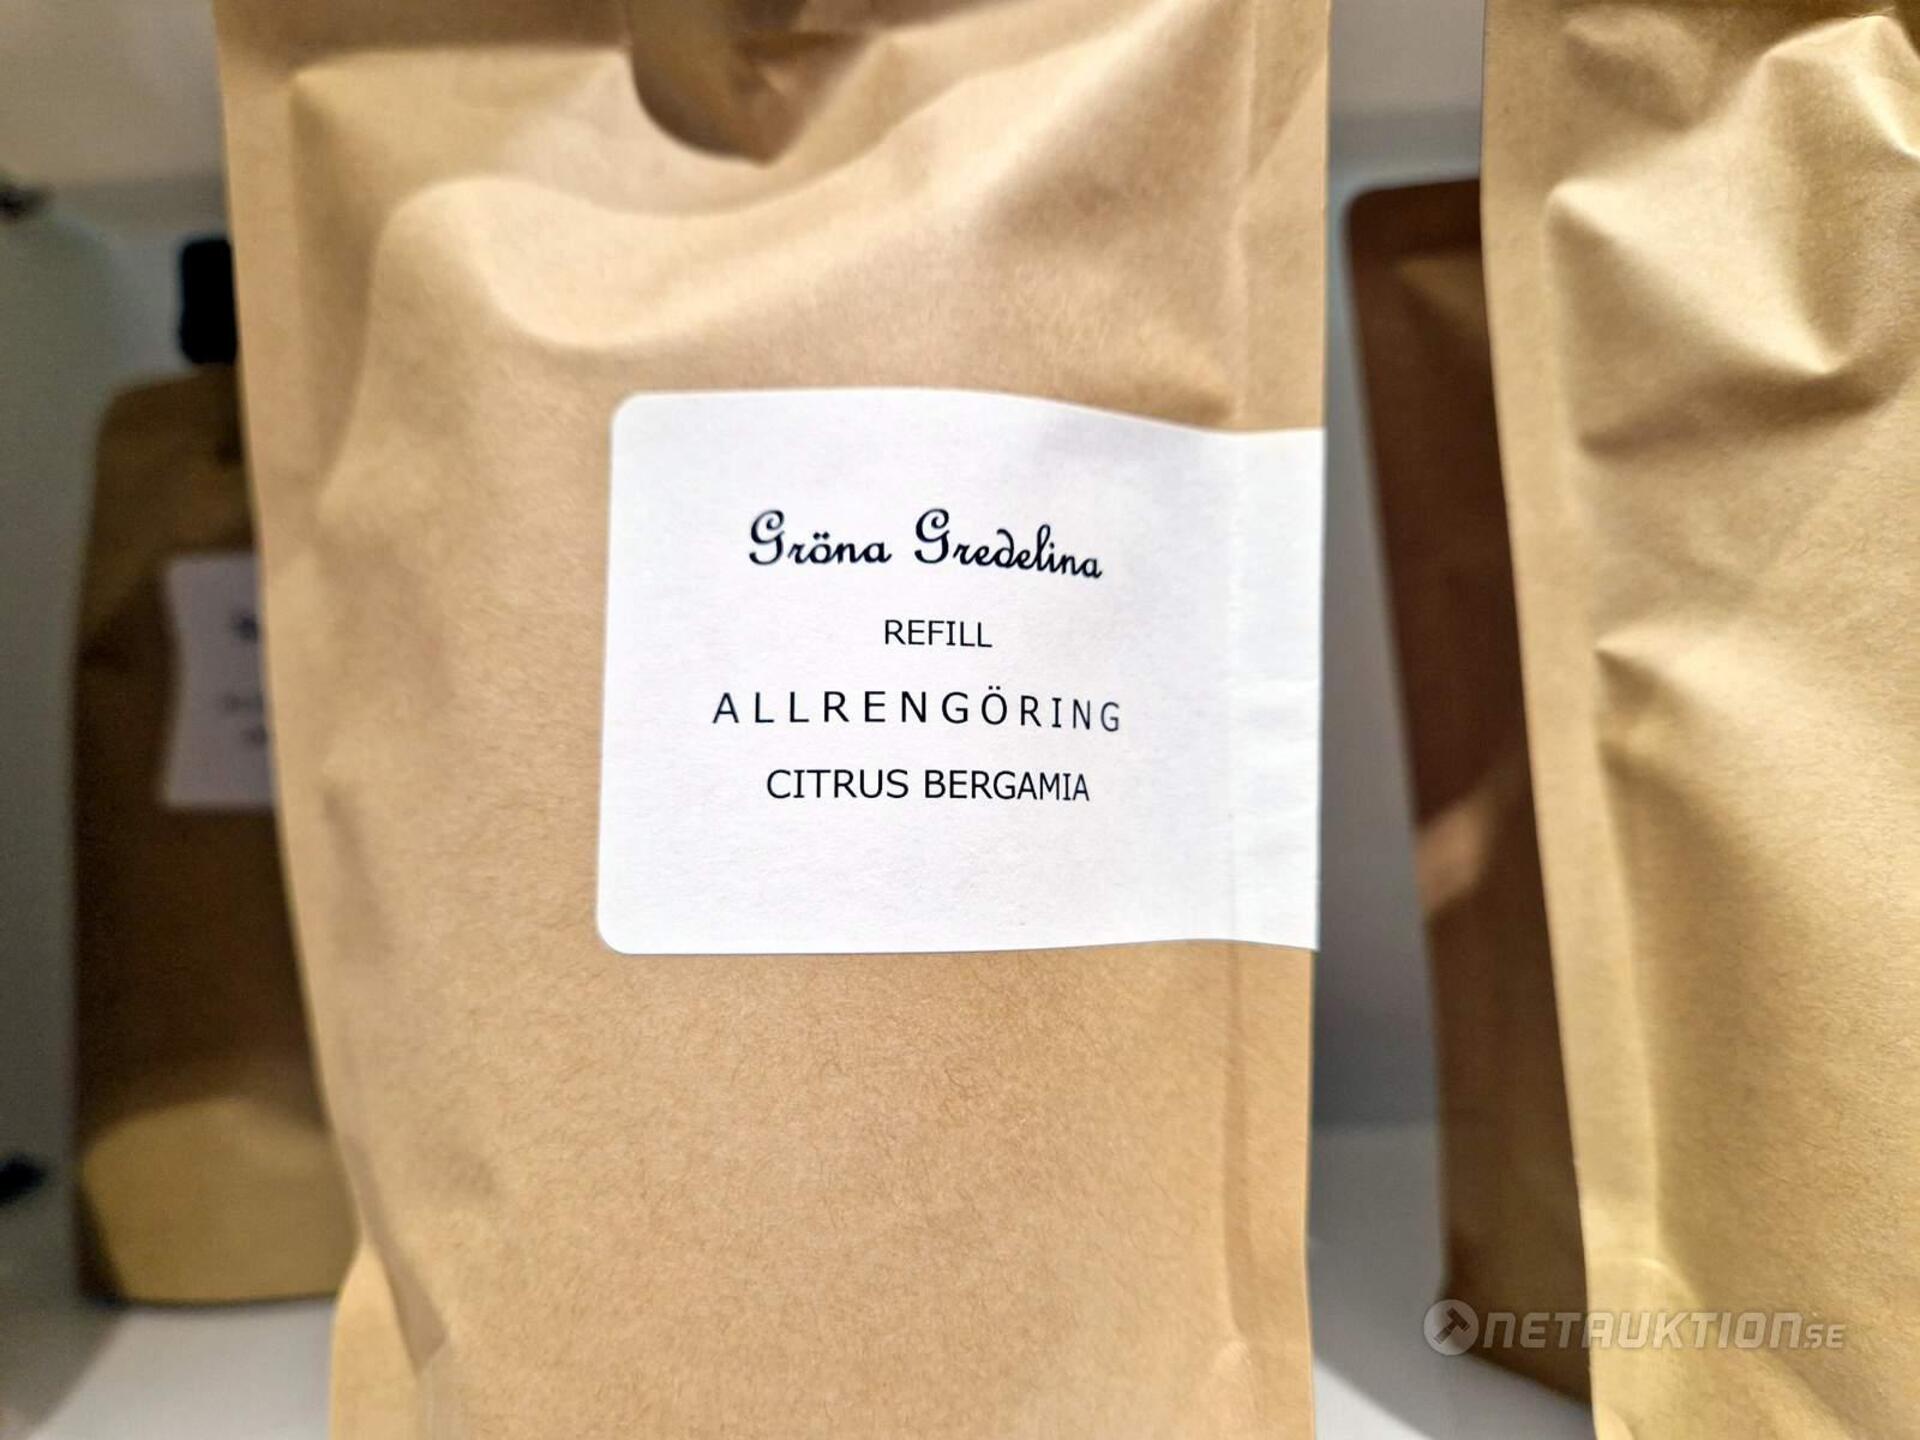 Gröna Gredelina
REFILL
ALLRENGÖRING
CITRUS BERGAMIA
NETAUKTION.SE